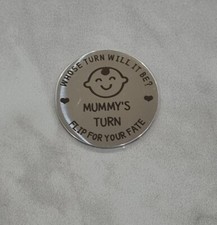 WHOSE TURN WILL IT BE?
MUMMY'S
TURN
FLIP FOR YOUR FATE